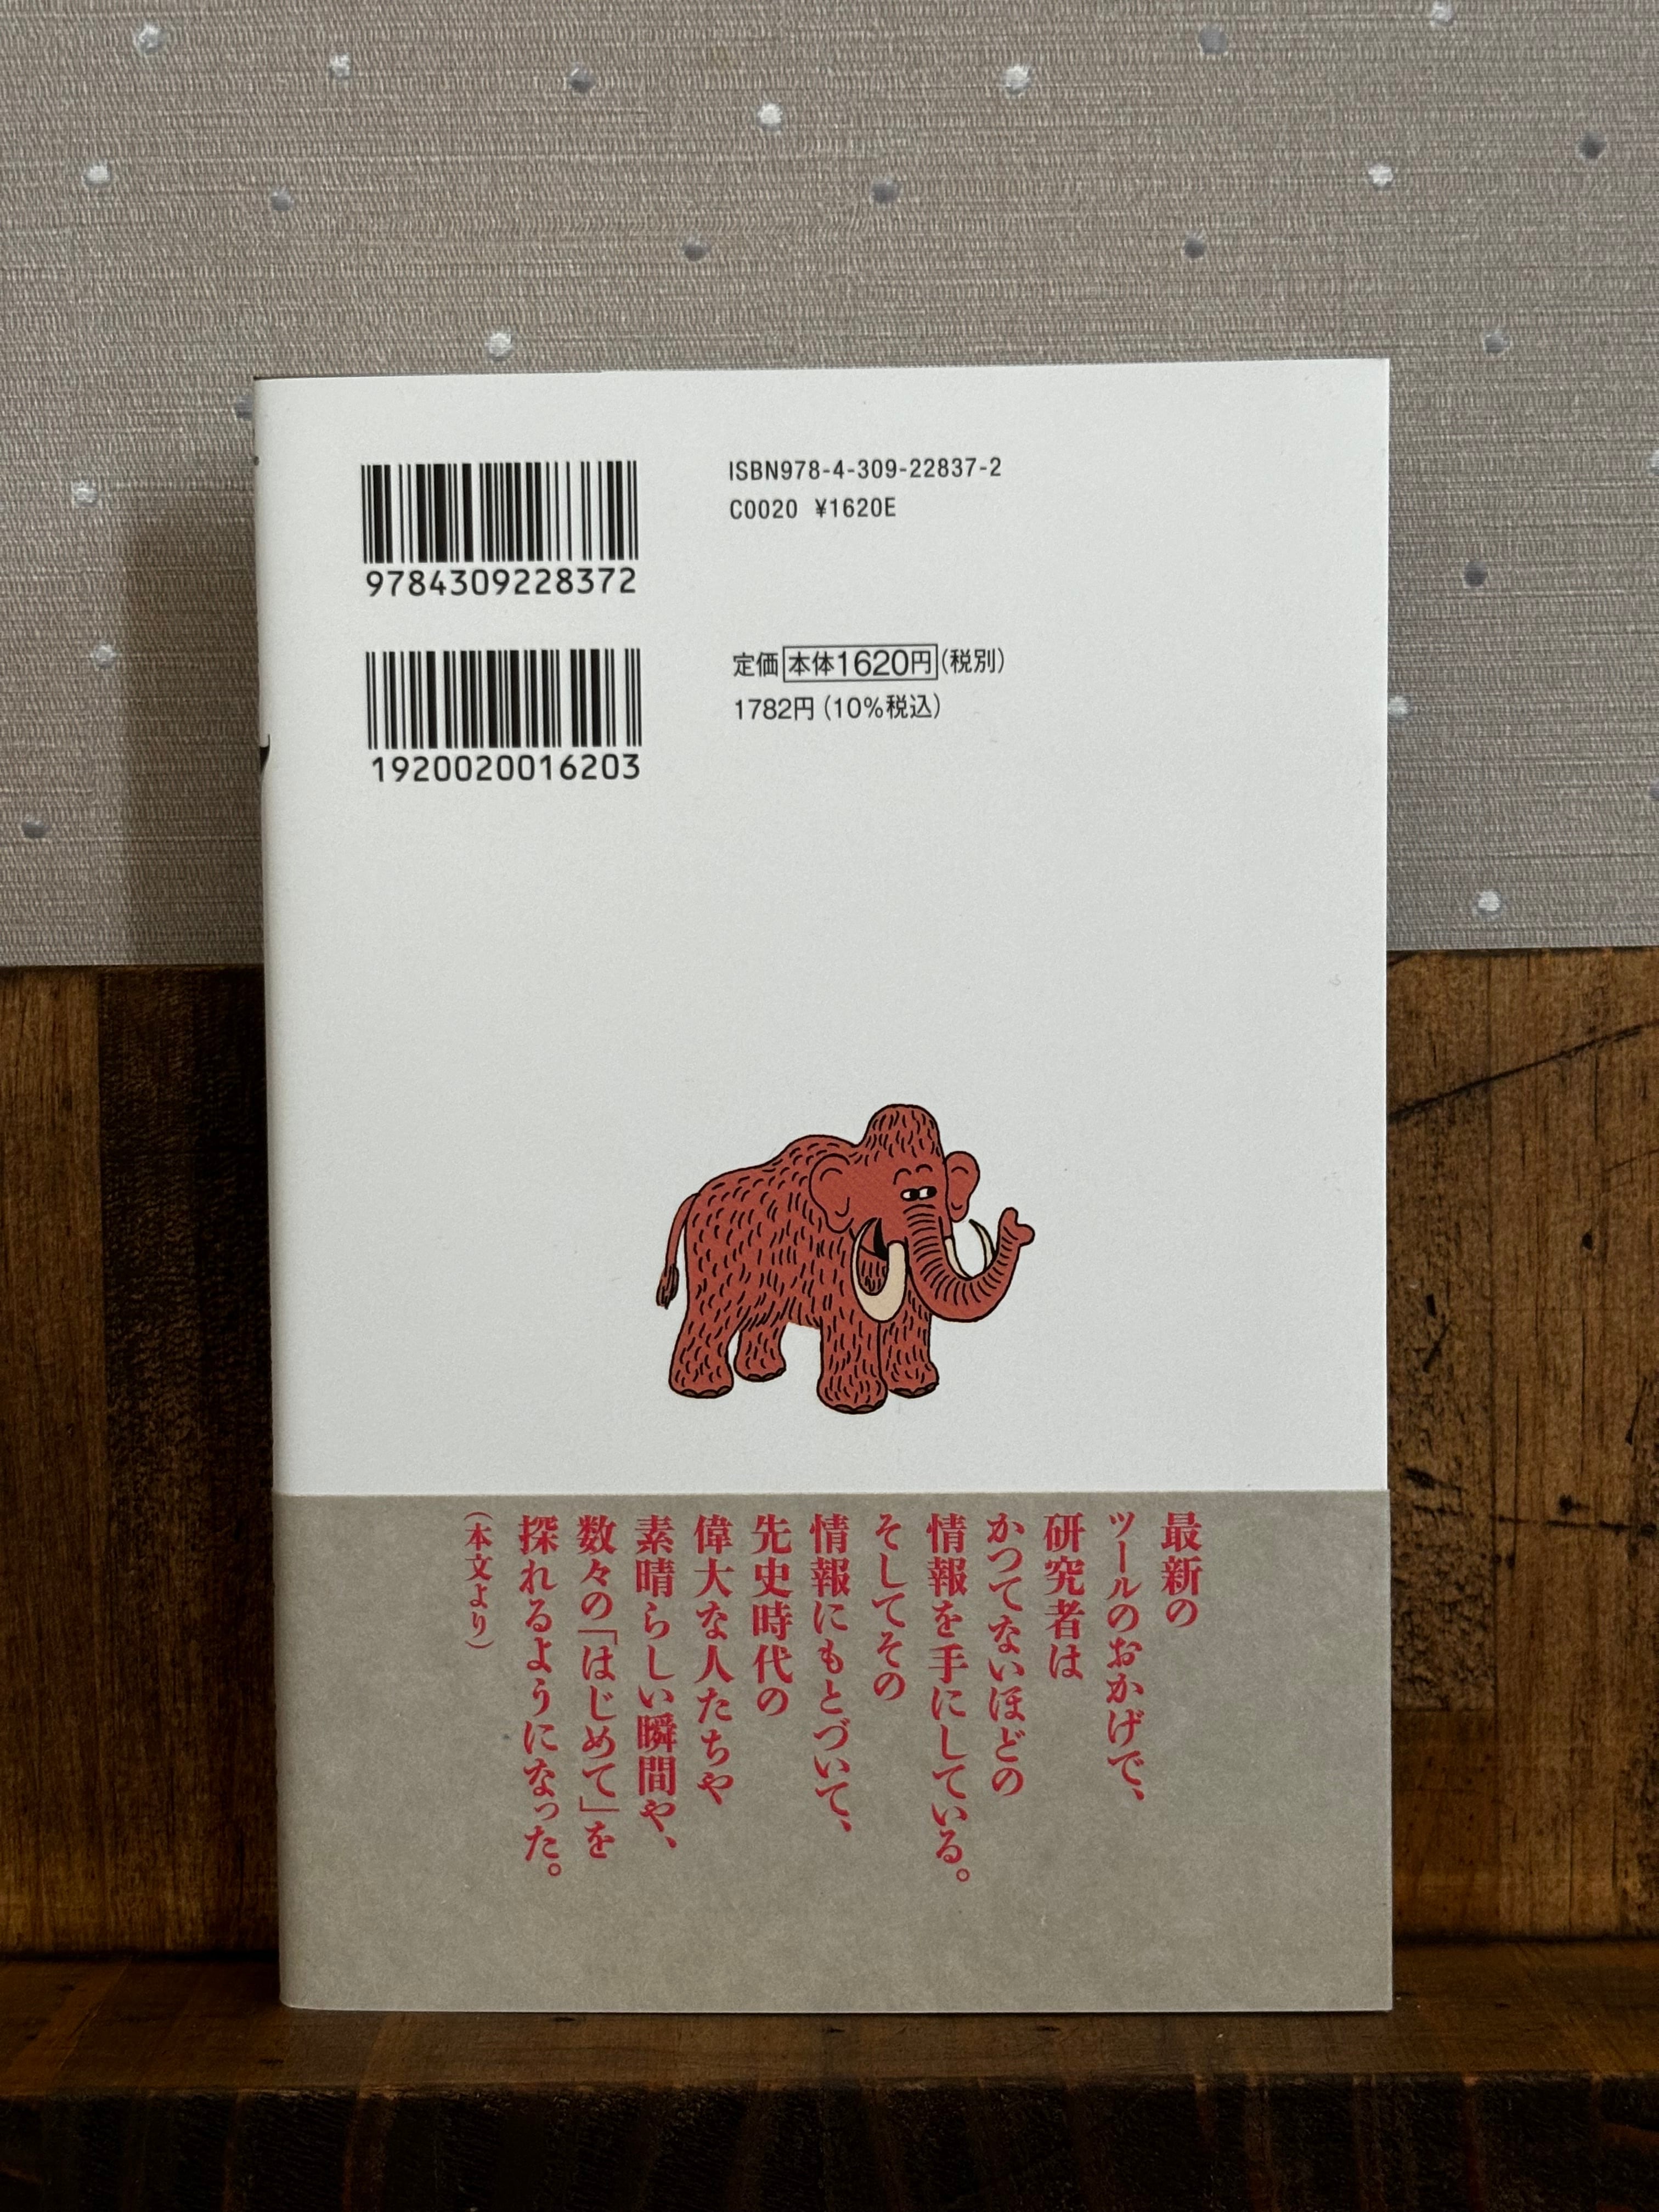 ISBN978-4-309-22837-2
C0020 ¥1620E
9784309228372
定価本体1620円(税別)
1782円(10%税込)
1920020016203
最新の
ツールのおかげで、
研究者は
かつてないほどの
情報を手にしている。
そしてその
情報にもとづいて、
先史時代の
偉大な人たちや
素晴らしい瞬間や、
数々の「はじめて」を
探れるようになった。
(本文より)